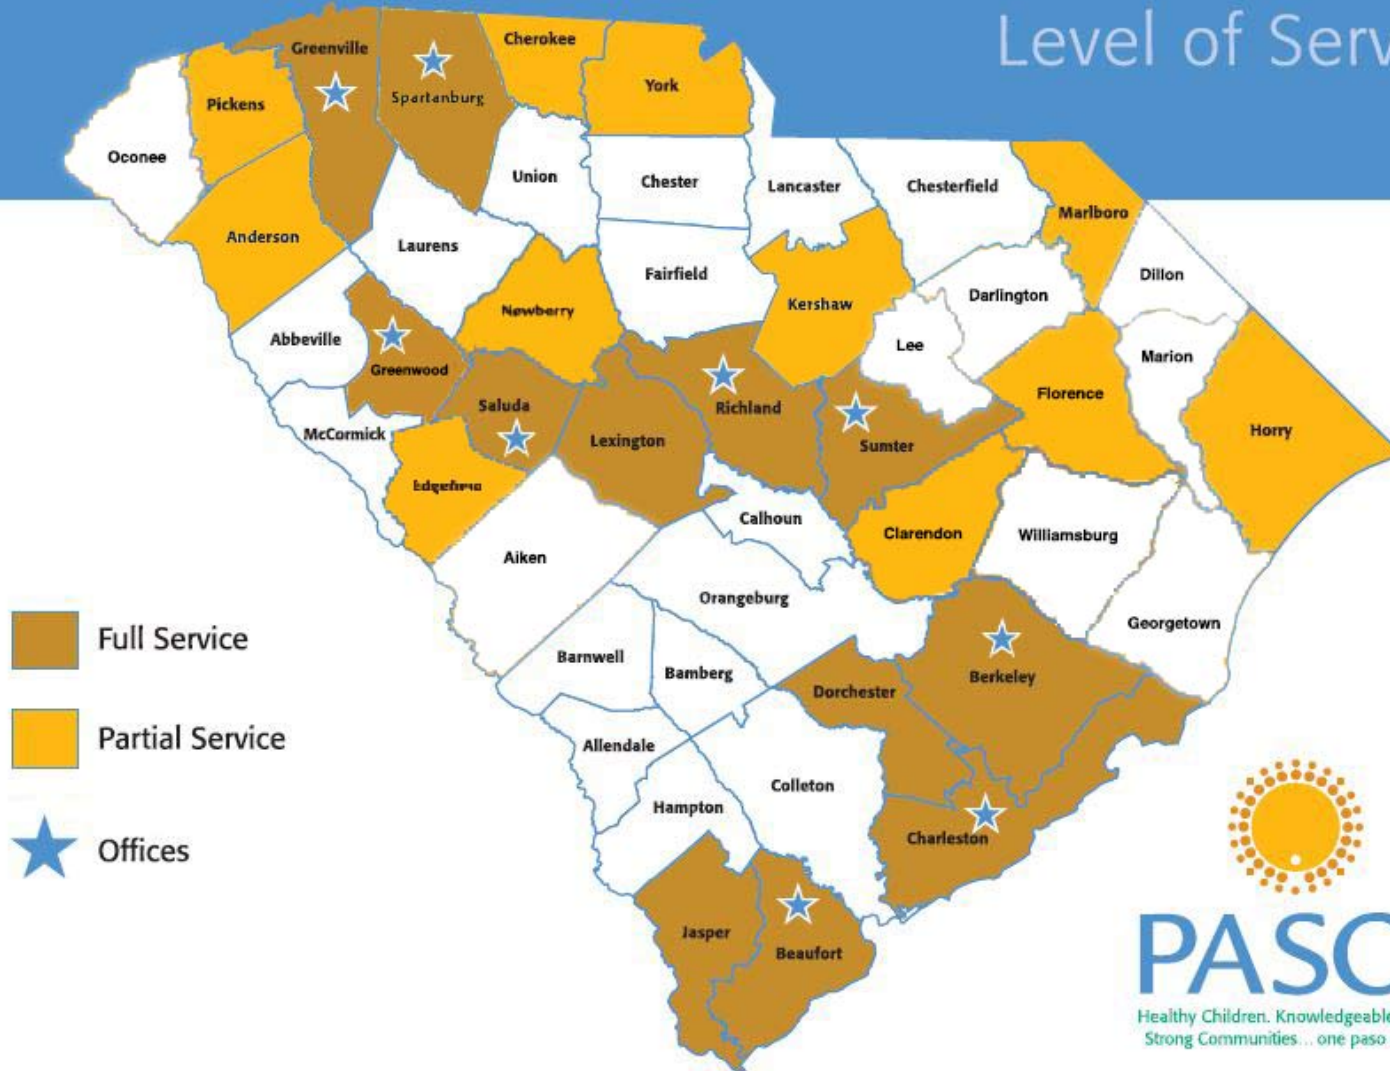 Level of Serv
Greenville
Cherokee
Spartanburg
York
Pickens
Oconee
Union
Chester
Lancaster
Chesterfield
Marlboro
Anderson
Laurens
Fairfield
Dillon
Darlington
Kershaw
Newberry
Abbeville
Lee
Marion
Greenwood
Florence
Saluda
Richland
Horry
McCormick
Lexington
Sumter
Edgefield
Calhoun
Clarendon
Williamsburg
Aiken
Orangeburg
Georgetown
Full Service
Barnwell
Bamberg
Berkeley
Dorchester
Partial Service
Allendale
Colleton
Hampton
Charleston
Offices
Jasper
Beaufort
PASO
Healthy Children. Knowledgeable
Strong Communities... one paso